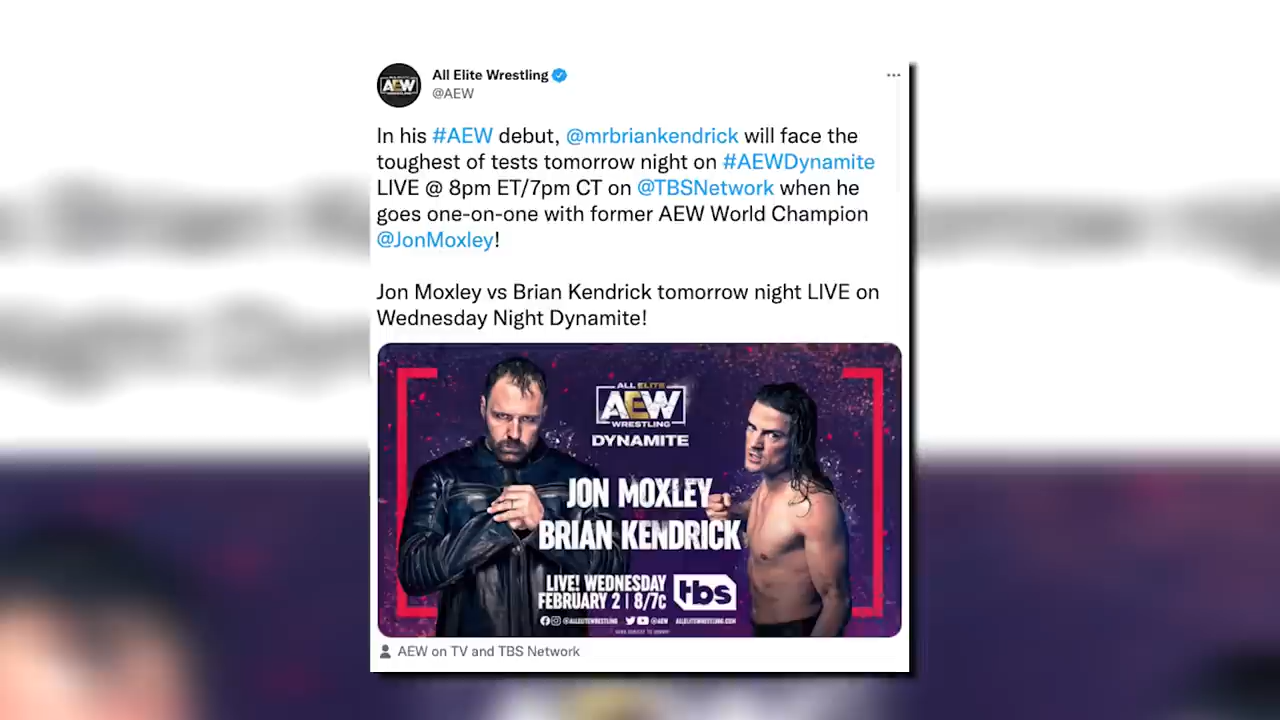 All Elite Wrestling
@AEW
In his #AEW debut, @mrbriankendrick will face the
toughest of tests tomorrow night on #AEWDynamite
LIVE @ 8pm ET/7pm CT on @TBSNetwork when he
goes one-on-one with former AEW World Champion
@JonMoxley!
Jon Moxley vs Brian Kendrick tomorrow night LIVE on
Wednesday Night Dynamite!
ALL ELITE
AEW
WRESTLING
DYNAMITE
JON MOXLEY
BRIAN KENDRICK
LIVE! WEDNESDAY
FEBRUARY 2 | 8/7c
tbs
@ALLELITEWRESTLING @AEW ALLELITEWRESTLING.COM
AEW on TV and TBS Network